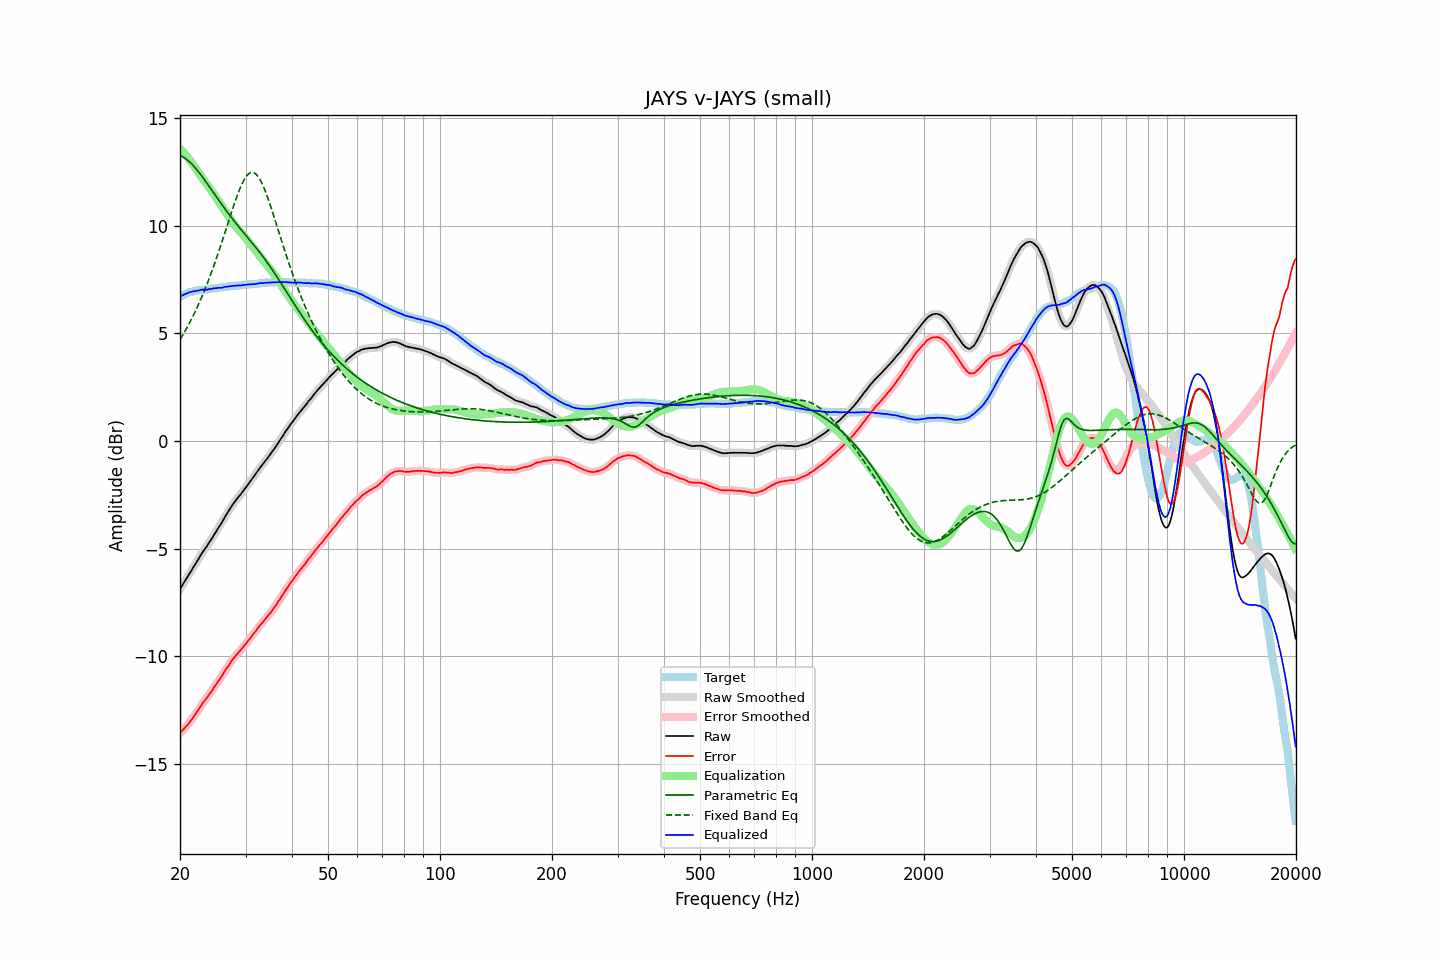 JAYS v-JAYS (small)
15
10
5
0
−5
−10
−15
Amplitude (dBr)
20
50
100
200
500
1000
2000
5000
10000
20000
Frequency (Hz)
Target
Raw Smoothed
Error Smoothed
Raw
Error
Equalization
Parametric Eq
Fixed Band Eq
Equalized